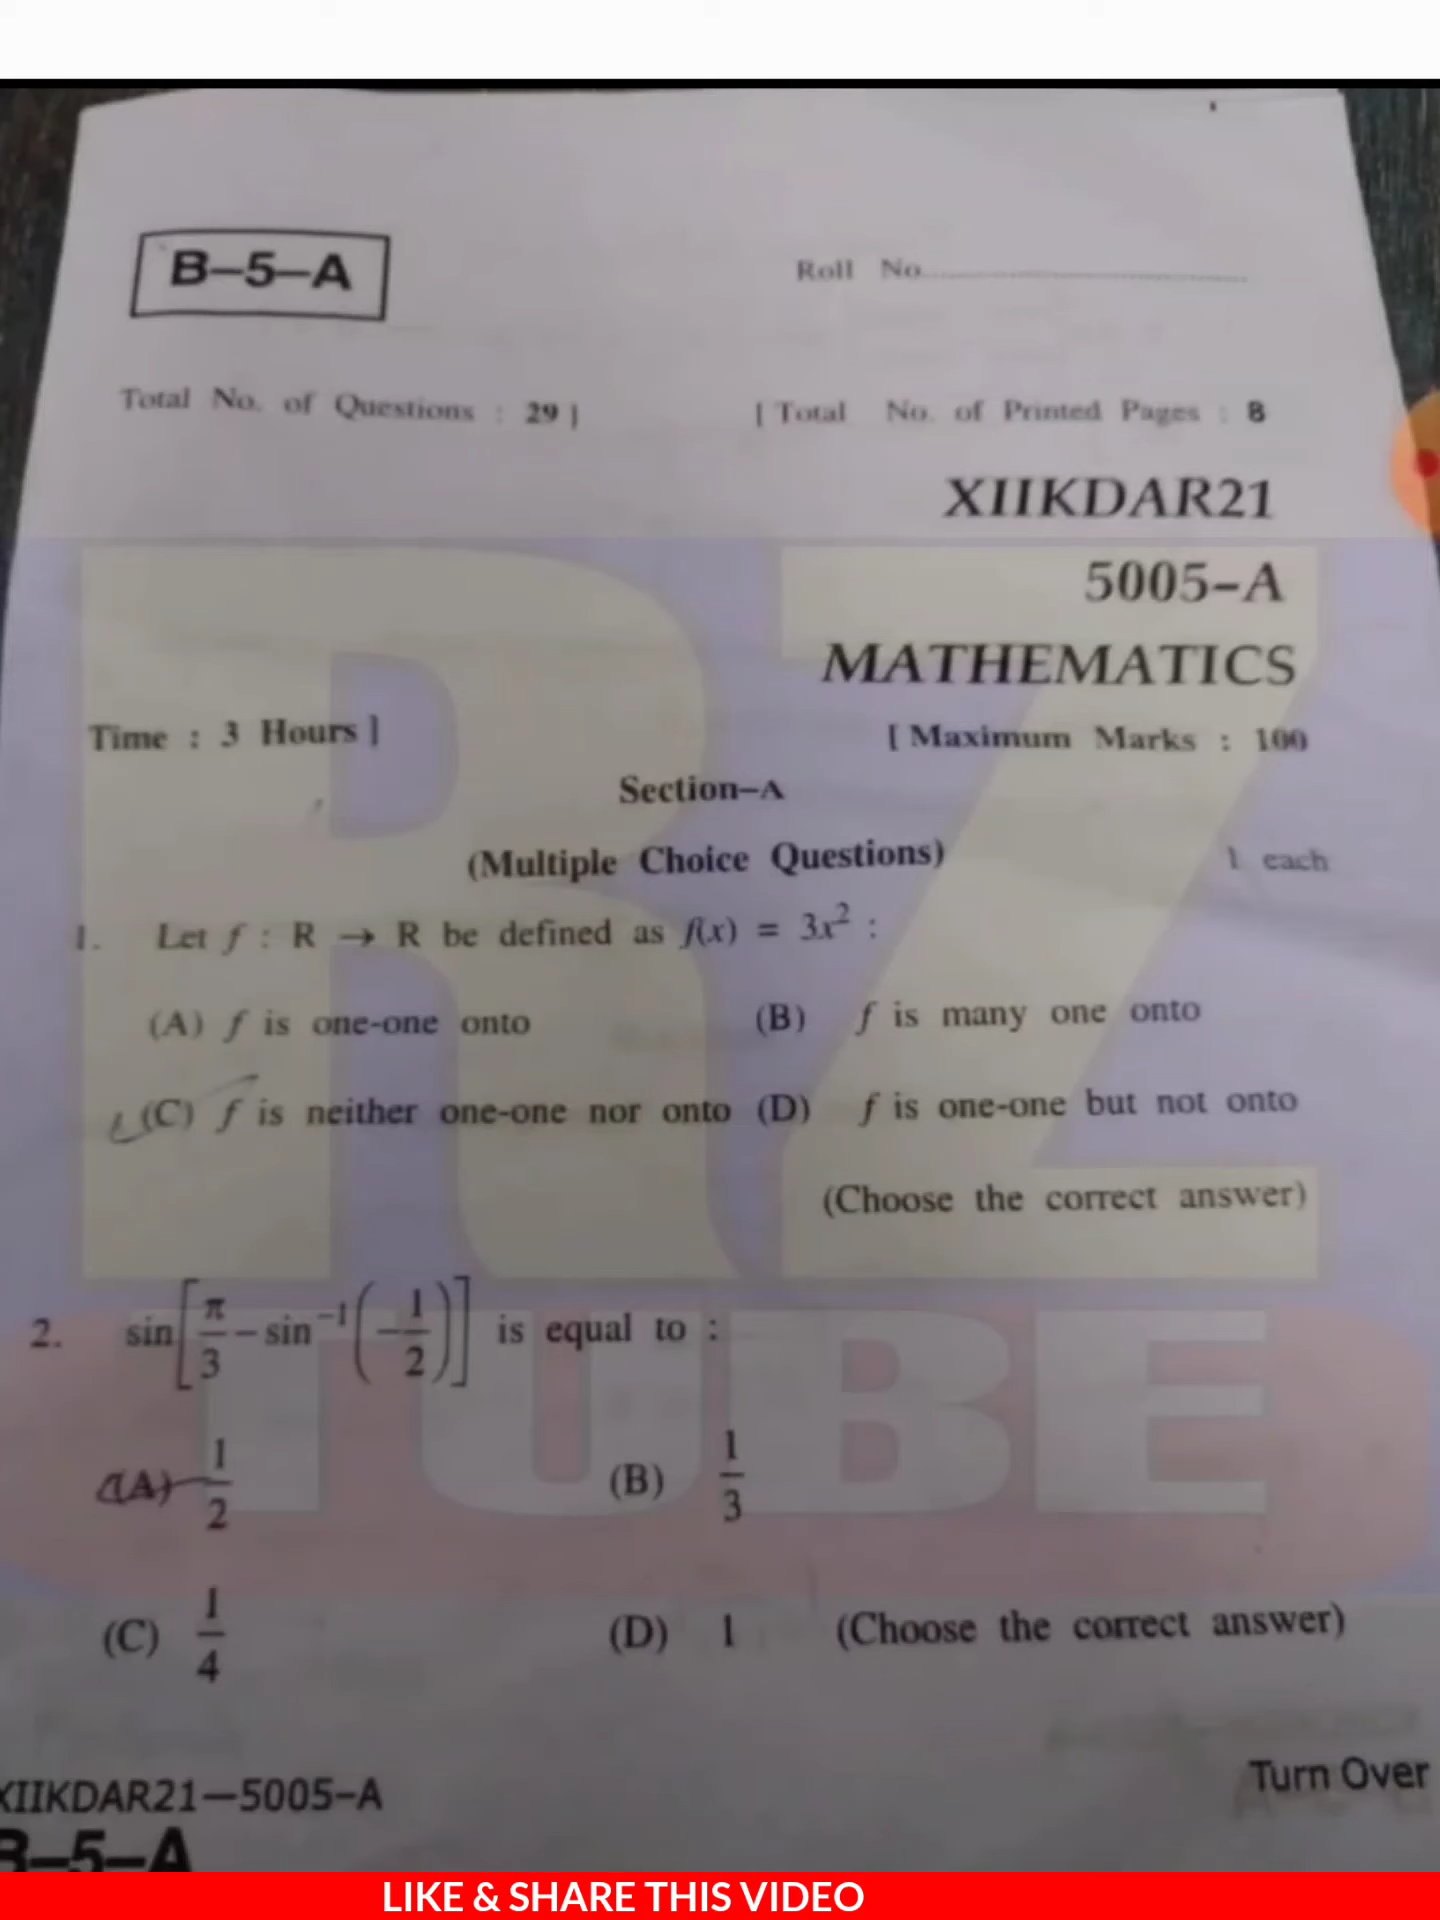 B–5–A
Roll No.
Total No. of Questions : 29 ]
[ Total No. of Printed Pages : 8
XIIKDAR21
5005–A
MATHEMATICS
Time : 3 Hours ]
[ Maximum Marks : 100
Section–A
(Multiple Choice Questions)
1 each
1. Let f : R → R be defined as f(x) = 3x² :
(A) f is one-one onto
(B) f is many one onto
(C) f is neither one-one nor onto
(D) f is one-one but not onto
(Choose the correct answer)
2. sin[π/3 – sin⁻¹(–1/2)] is equal to :
(A) 1/2
(B) 1/3
(C) 1/4
(D) 1 (Choose the correct answer)
XIIKDAR21—5005–A
Turn Over
B–5–A
RZ
TUBE
LIKE & SHARE THIS VIDEO